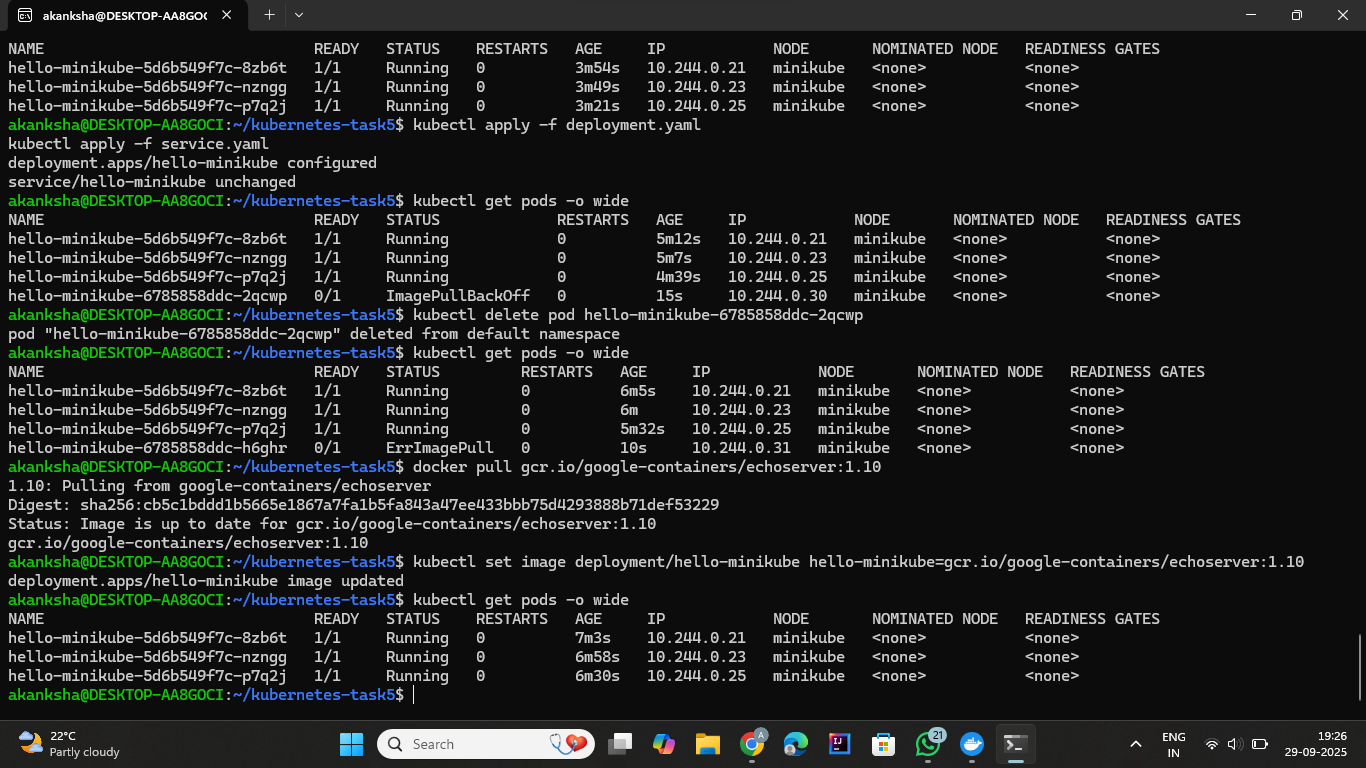 akanksha@DESKTOP-AA8GOC
NAME READY STATUS RESTARTS AGE IP NODE NOMINATED NODE READINESS GATES
hello-minikube-5d6b549f7c-8zb6t 1/1 Running 0 3m54s 10.244.0.21 minikube <none> <none>
hello-minikube-5d6b549f7c-nzngg 1/1 Running 0 3m49s 10.244.0.23 minikube <none> <none>
hello-minikube-5d6b549f7c-p7q2j 1/1 Running 0 3m21s 10.244.0.25 minikube <none> <none>
akanksha@DESKTOP-AA8GOCI:~/kubernetes-task5$ kubectl apply -f deployment.yaml
kubectl apply -f service.yaml
deployment.apps/hello-minikube configured
service/hello-minikube unchanged
akanksha@DESKTOP-AA8GOCI:~/kubernetes-task5$ kubectl get pods -o wide
NAME READY STATUS RESTARTS AGE IP NODE NOMINATED NODE READINESS GATES
hello-minikube-5d6b549f7c-8zb6t 1/1 Running 0 5m12s 10.244.0.21 minikube <none> <none>
hello-minikube-5d6b549f7c-nzngg 1/1 Running 0 5m7s 10.244.0.23 minikube <none> <none>
hello-minikube-5d6b549f7c-p7q2j 1/1 Running 0 4m39s 10.244.0.25 minikube <none> <none>
hello-minikube-6785858ddc-2qcwp 0/1 ImagePullBackOff 0 15s 10.244.0.30 minikube <none> <none>
akanksha@DESKTOP-AA8GOCI:~/kubernetes-task5$ kubectl delete pod hello-minikube-6785858ddc-2qcwp
pod "hello-minikube-6785858ddc-2qcwp" deleted from default namespace
akanksha@DESKTOP-AA8GOCI:~/kubernetes-task5$ kubectl get pods -o wide
NAME READY STATUS RESTARTS AGE IP NODE NOMINATED NODE READINESS GATES
hello-minikube-5d6b549f7c-8zb6t 1/1 Running 0 6m5s 10.244.0.21 minikube <none> <none>
hello-minikube-5d6b549f7c-nzngg 1/1 Running 0 6m 10.244.0.23 minikube <none> <none>
hello-minikube-5d6b549f7c-p7q2j 1/1 Running 0 5m32s 10.244.0.25 minikube <none> <none>
hello-minikube-6785858ddc-h6ghr 0/1 ErrImagePull 0 10s 10.244.0.31 minikube <none> <none>
akanksha@DESKTOP-AA8GOCI:~/kubernetes-task5$ docker pull gcr.io/google-containers/echoserver:1.10
1.10: Pulling from google-containers/echoserver
Digest: sha256:cb5c1bddd1b5665e1867a7fa1b5fa843a47ee433bbb75d4293888b71def53229
Status: Image is up to date for gcr.io/google-containers/echoserver:1.10
gcr.io/google-containers/echoserver:1.10
akanksha@DESKTOP-AA8GOCI:~/kubernetes-task5$ kubectl set image deployment/hello-minikube hello-minikube=gcr.io/google-containers/echoserver:1.10
deployment.apps/hello-minikube image updated
akanksha@DESKTOP-AA8GOCI:~/kubernetes-task5$ kubectl get pods -o wide
NAME READY STATUS RESTARTS AGE IP NODE NOMINATED NODE READINESS GATES
hello-minikube-5d6b549f7c-8zb6t 1/1 Running 0 7m3s 10.244.0.21 minikube <none> <none>
hello-minikube-5d6b549f7c-nzngg 1/1 Running 0 6m58s 10.244.0.23 minikube <none> <none>
hello-minikube-5d6b549f7c-p7q2j 1/1 Running 0 6m30s 10.244.0.25 minikube <none> <none>
akanksha@DESKTOP-AA8GOCI:~/kubernetes-task5$
22°C
Partly cloudy
Search
A
IJ
21
ENG
IN
19:26
29-09-2025